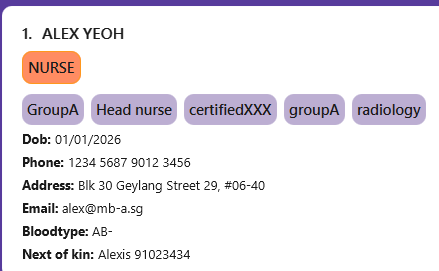 1. ALEX YEOH
NURSE
GroupA Head nurse certifiedXXX groupA radiology
Dob: 01/01/2026
Phone: 1234 5687 9012 3456
Address: Blk 30 Geylang Street 29, #06-40
Email: alex@mb-a.sg
Bloodtype: AB-
Next of kin: Alexis 91023434